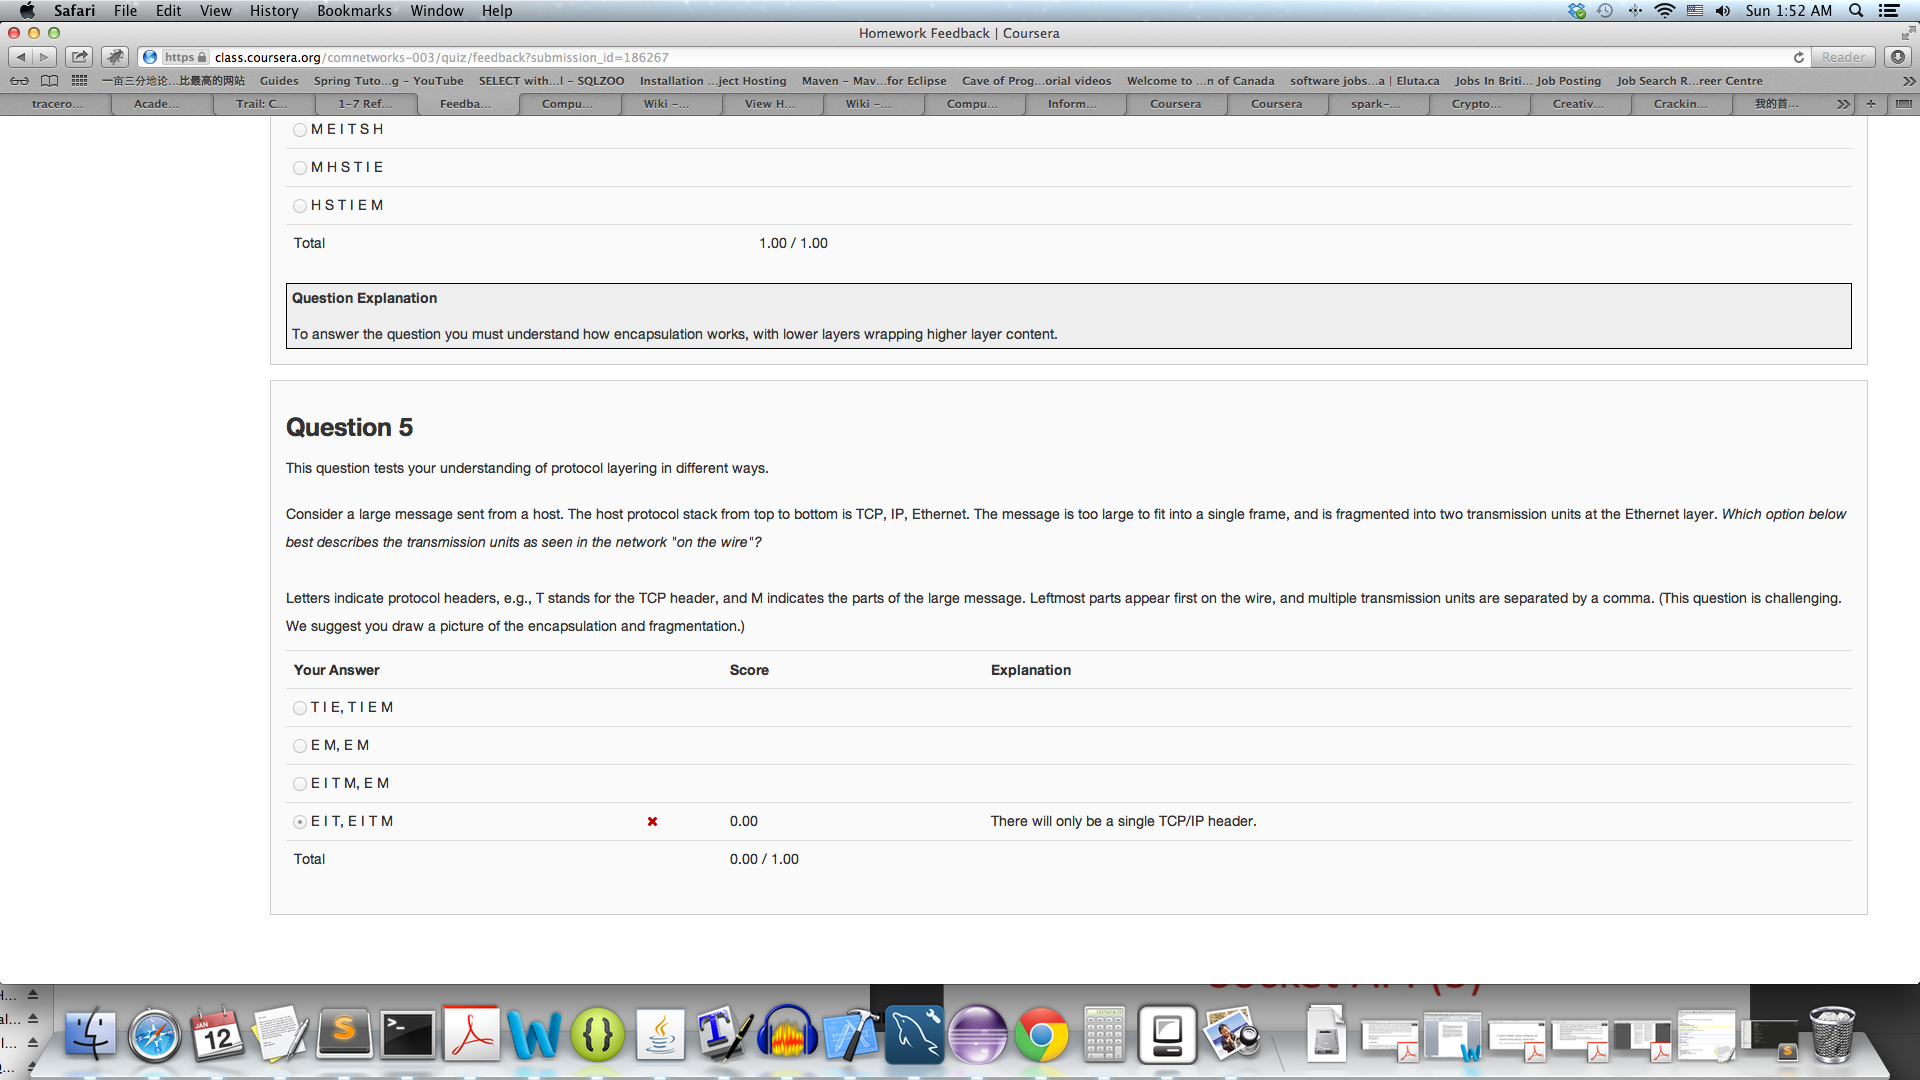 Safari File Edit View History Bookmarks Window Help Sun 1:52 AM
Homework Feedback | Coursera
https class.coursera.org/comnetworks-003/quiz/feedback?submission_id=186267 Reader
一亩三分地论…比最高的网站 Guides Spring Tuto...g - YouTube SELECT with...l - SQLZOO Installation ...ject Hosting Maven - Mav...for Eclipse Cave of Prog...orial videos Welcome to ...n of Canada software jobs...a | Eluta.ca Jobs In Briti... Job Posting Job Search R...reer Centre
tracero... Acade... Trail: C... 1-7 Ref... Feedba... Compu... Wiki -... View H... Wiki -... Compu... Inform... Coursera Coursera spark-... Crypto... Creativ... Crackin... 我的首...
M E I T S H
M H S T I E
H S T I E M
Total 1.00 / 1.00
Question Explanation
To answer the question you must understand how encapsulation works, with lower layers wrapping higher layer content.
Question 5
This question tests your understanding of protocol layering in different ways.
Consider a large message sent from a host. The host protocol stack from top to bottom is TCP, IP, Ethernet. The message is too large to fit into a single frame, and is fragmented into two transmission units at the Ethernet layer. Which option below
best describes the transmission units as seen in the network "on the wire"?
Letters indicate protocol headers, e.g., T stands for the TCP header, and M indicates the parts of the large message. Leftmost parts appear first on the wire, and multiple transmission units are separated by a comma. (This question is challenging.
We suggest you draw a picture of the encapsulation and fragmentation.)
Your Answer Score Explanation
T I E, T I E M
E M, E M
E I T M, E M
E I T, E I T M 0.00 There will only be a single TCP/IP header.
Total 0.00 / 1.00
JAN
12